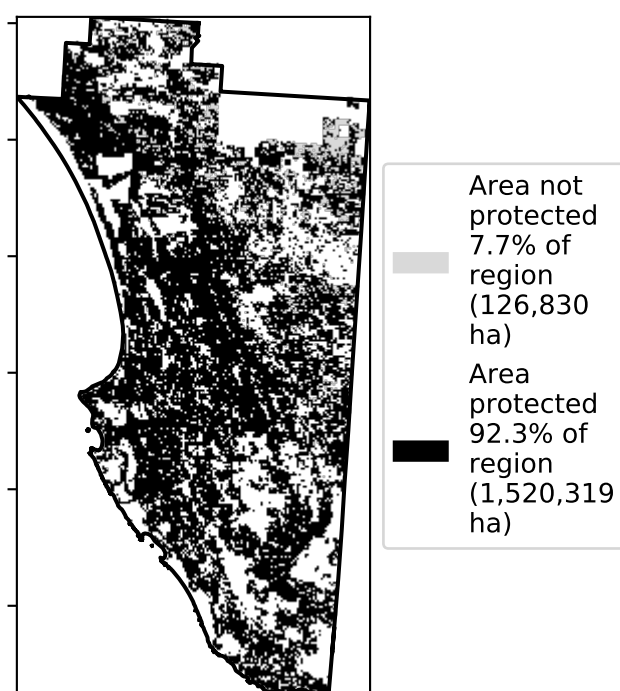 Area not
protected
7.7% of
region
(126,830
ha)
Area
protected
92.3% of
region
(1,520,319
ha)